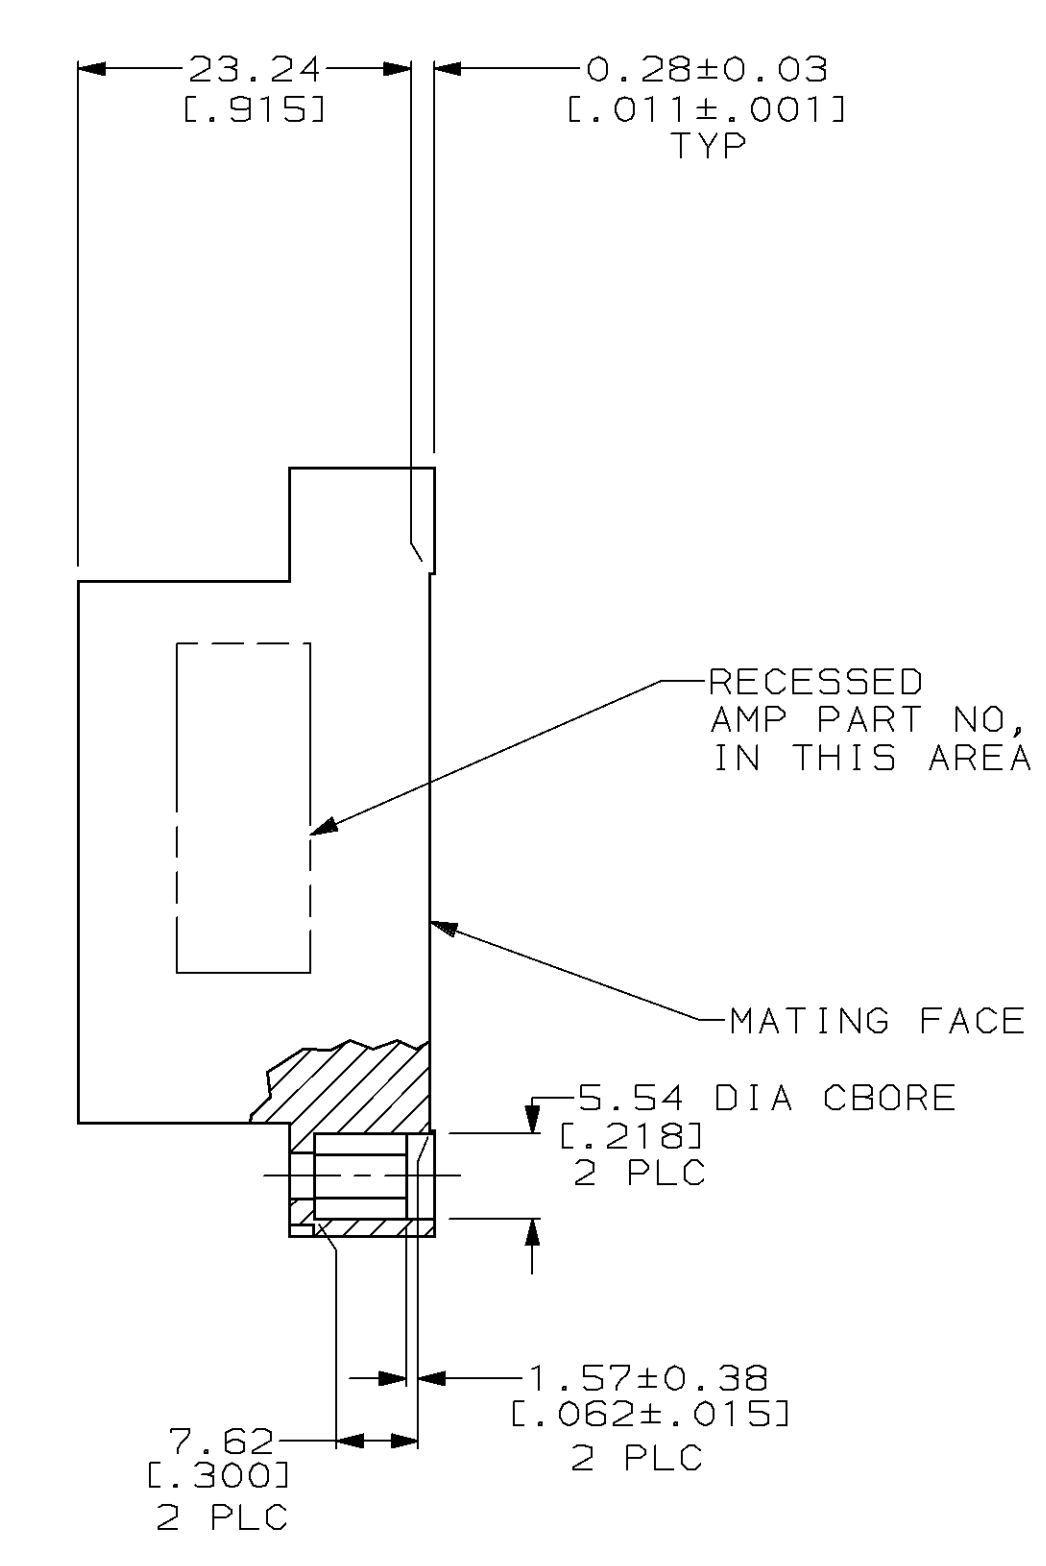 23.24
[.915]
0.28±0.03
[.011±.001]
TYP
RECESSED
AMP PART NO,
IN THIS AREA
MATING FACE
5.54 DIA CBORE
[.218]
2 PLC
1.57±0.38
[.062±.015]
2 PLC
7.62
[.300]
2 PLC